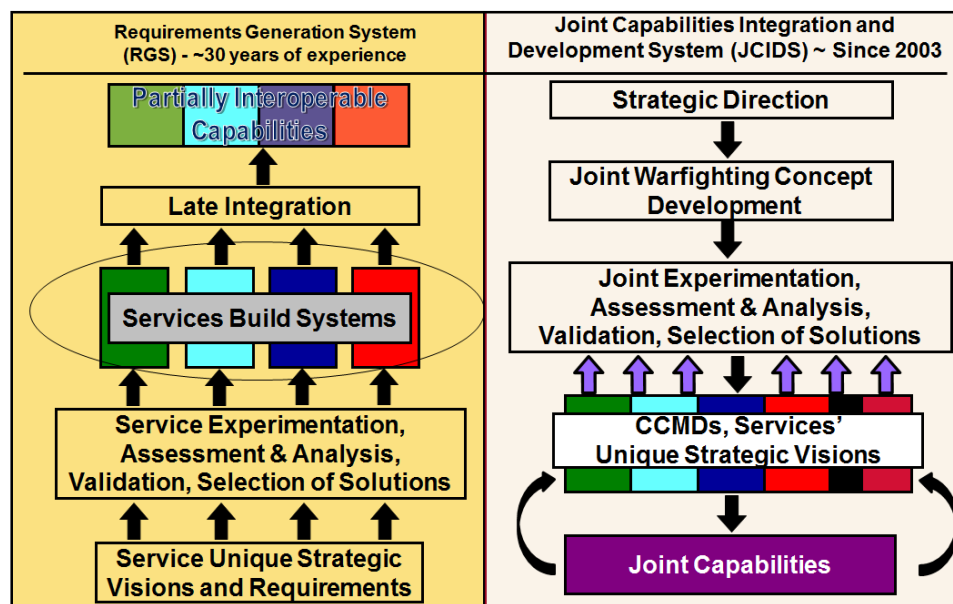 Requirements Generation System
(RGS) - ~30 years of experience
Partially Interoperable
Capabilities
Late Integration
Services Build Systems
Service Experimentation,
Assessment & Analysis,
Validation, Selection of Solutions
Service Unique Strategic
Visions and Requirements
Joint Capabilities Integration and
Development System (JCIDS) ~ Since 2003
Strategic Direction
Joint Warfighting Concept
Development
Joint Experimentation,
Assessment & Analysis,
Validation, Selection of Solutions
CCMDs, Services’
Unique Strategic Visions
Joint Capabilities